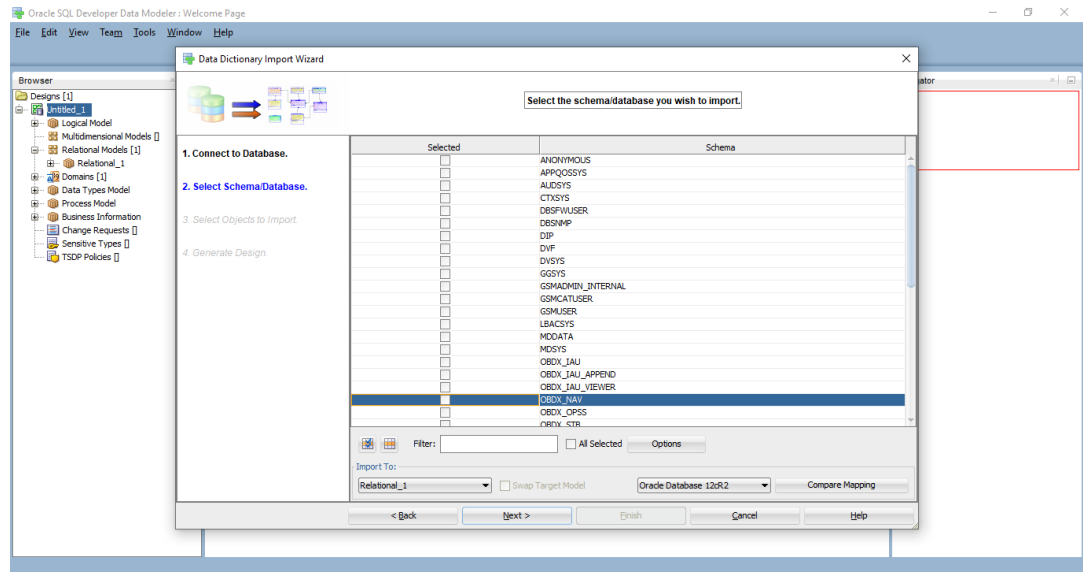 Oracle SQL Developer Data Modeler : Welcome Page
File Edit View Team Tools Window Help
Data Dictionary Import Wizard
Browser
Designs [1]
Untitled_1
Logical Model
Multidimensional Models []
Relational Models [1]
Relational_1
Domains [1]
Data Types Model
Process Model
Business Information
Change Requests []
Sensitive Types []
TSDP Policies []
Select the schema/database you wish to import.
1. Connect to Database.
2. Select Schema/Database.
3. Select Objects to Import.
4. Generate Design.
Selected Schema
ANONYMOUS
APPQOSSYS
AUDSYS
CTXSYS
DBSFWUSER
DBSNMP
DIP
DVF
DVSYS
GGSYS
GSMADMIN_INTERNAL
GSMCATUSER
GSMUSER
LBACSYS
MDDATA
MDSYS
OBDX_IAU
OBDX_IAU_APPEND
OBDX_IAU_VIEWER
OBDX_NAV
OBDX_OPSS
OBDX_STB
Filter: All Selected Options
Import To:
Relational_1 Swap Target Model Oracle Database 12cR2 Compare Mapping
< Back Next > Finish Cancel Help
ator